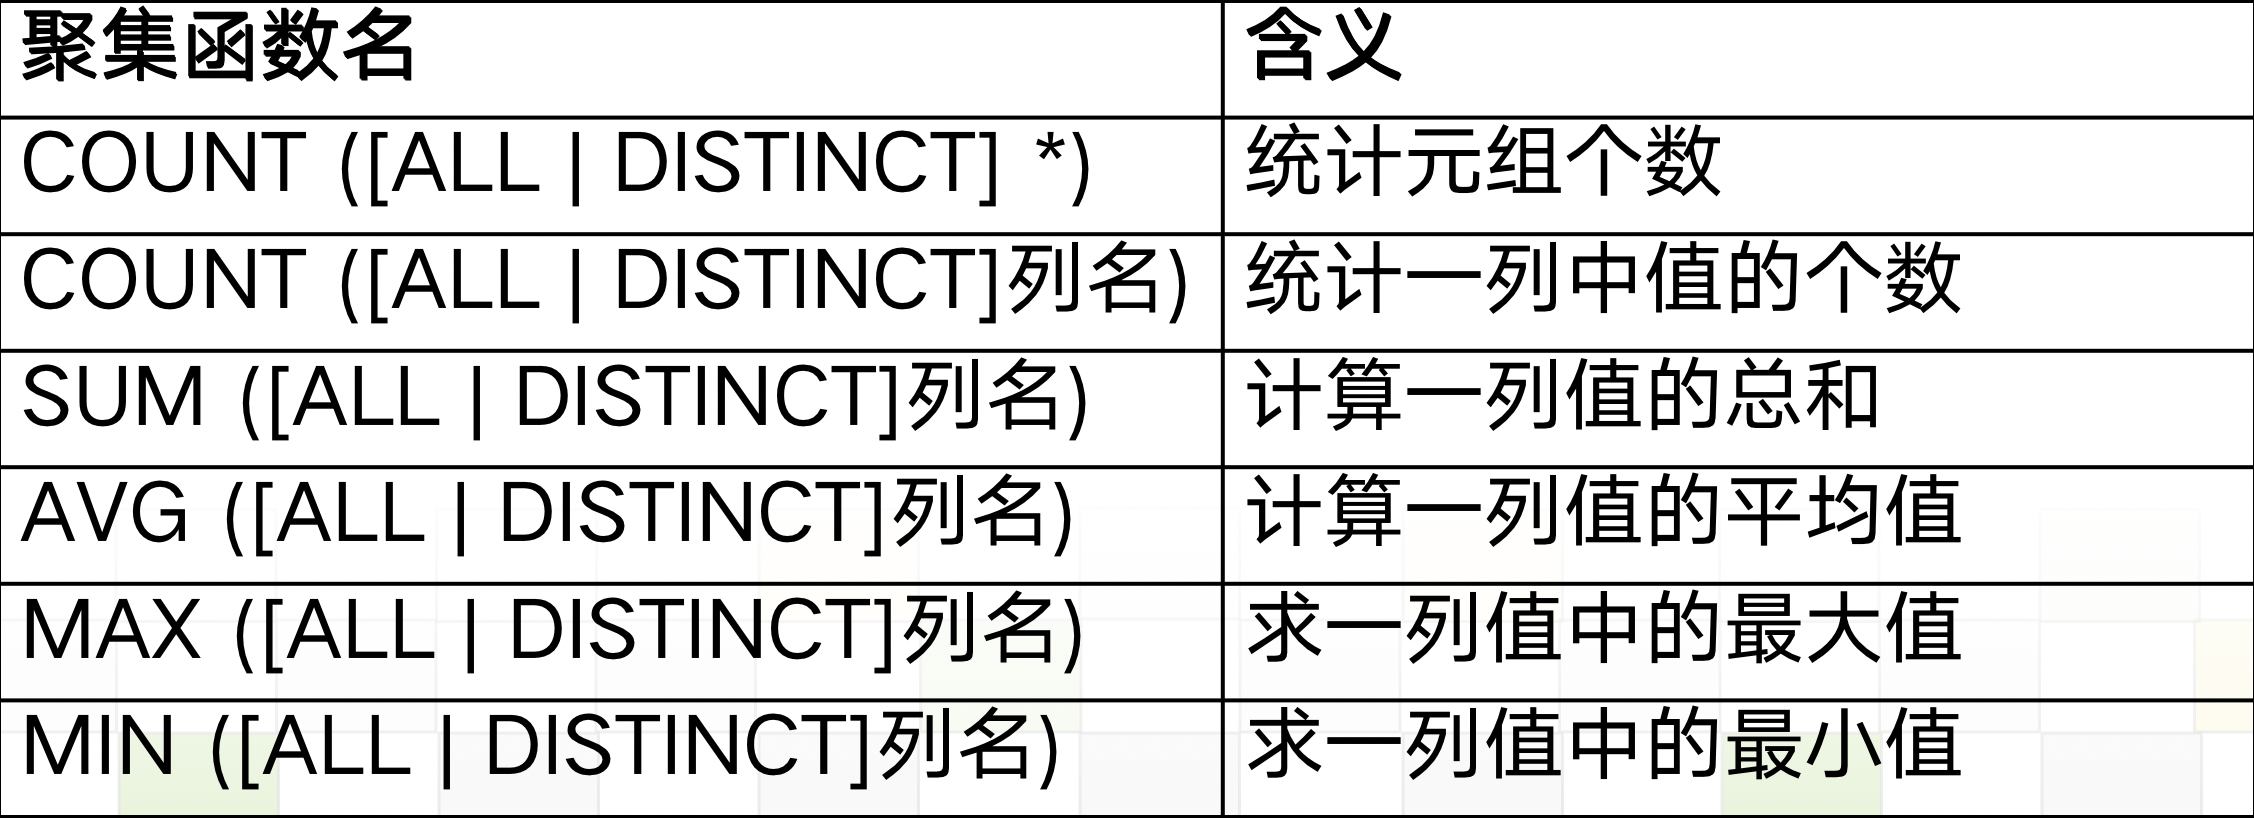 聚集函数名 含义
COUNT ([ALL | DISTINCT] *) 统计元组个数
COUNT ([ALL | DISTINCT]列名) 统计一列中值的个数
SUM ([ALL | DISTINCT]列名) 计算一列值的总和
AVG ([ALL | DISTINCT]列名) 计算一列值的平均值
MAX ([ALL | DISTINCT]列名) 求一列值中的最大值
MIN ([ALL | DISTINCT]列名) 求一列值中的最小值